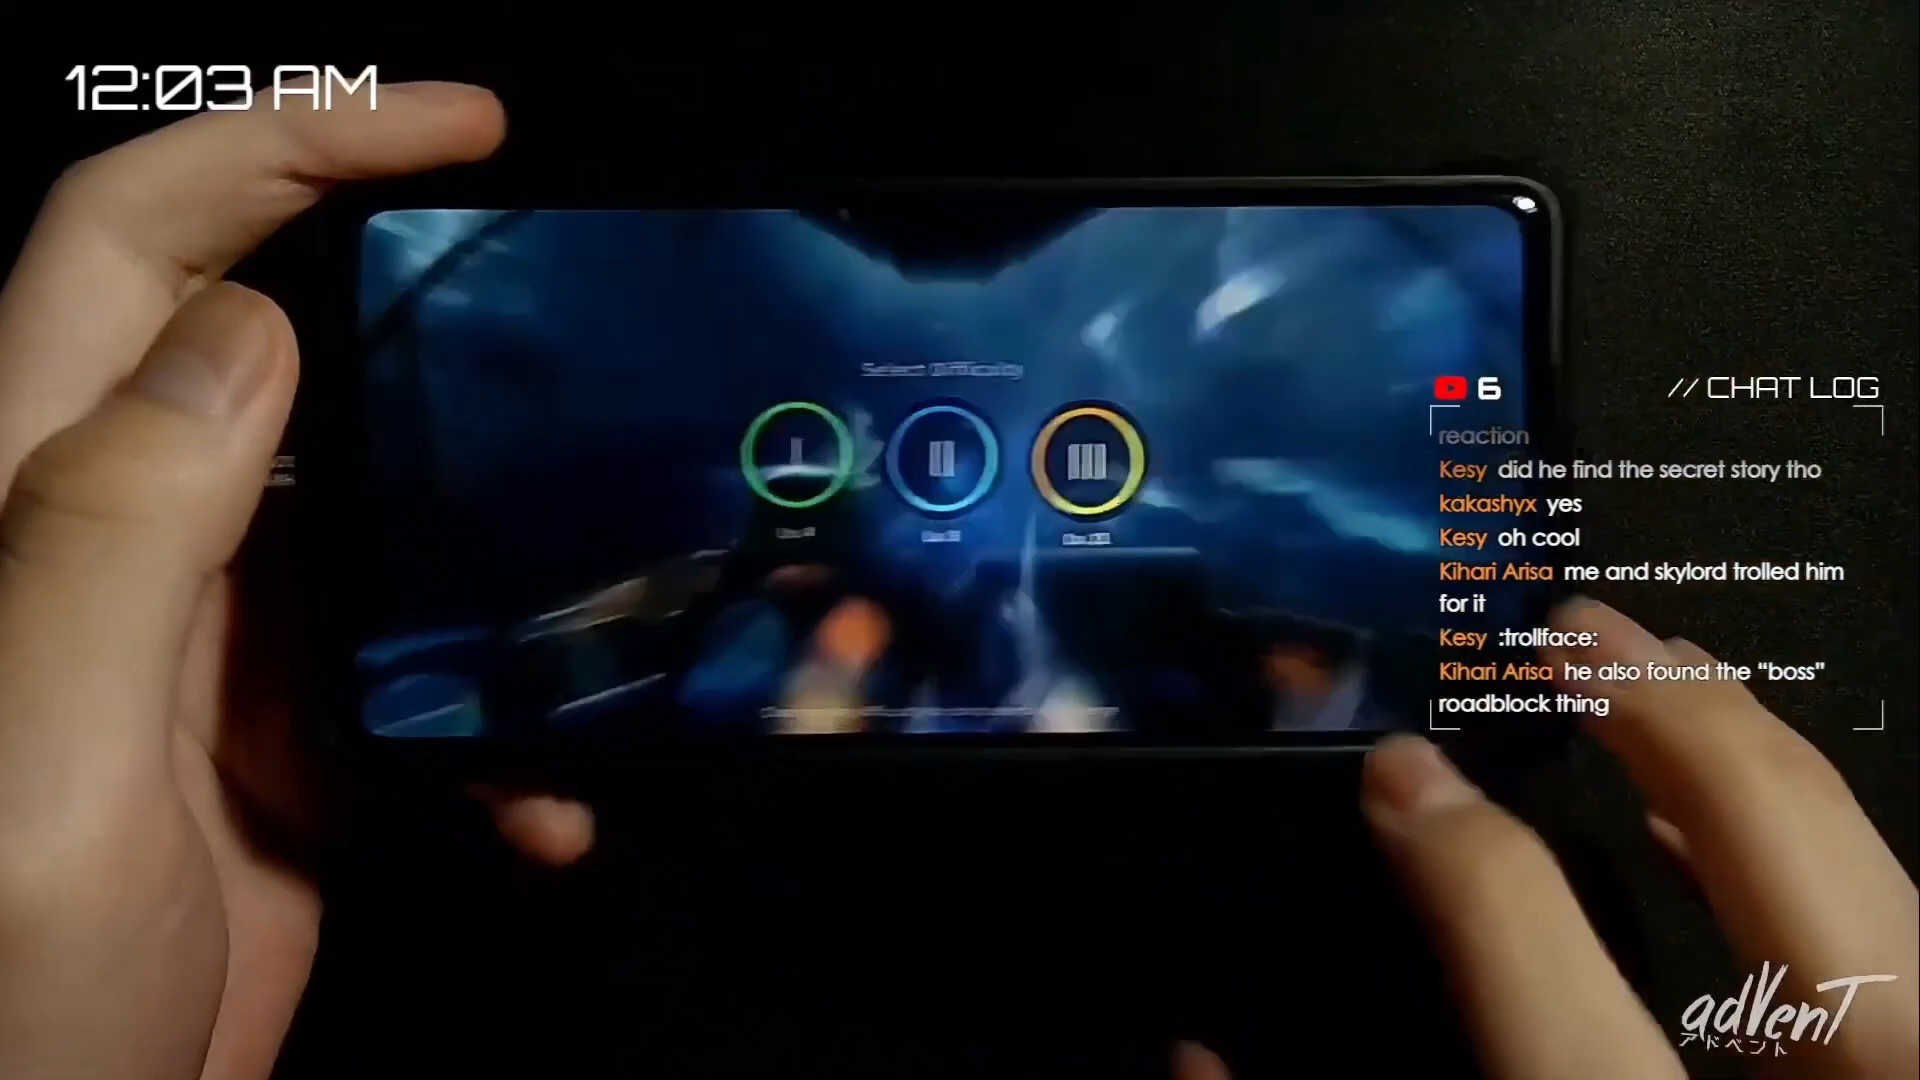 12:03 AM
Select Difficulty
6
// CHAT LOG
reaction
Kesy did he find the secret story tho
kakashyx yes
Kesy oh cool
Kihari Arisa me and skylord trolled him
for it
Kesy :trollface:
Kihari Arisa he also found the “boss”
roadblock thing
adVenT
アドベント